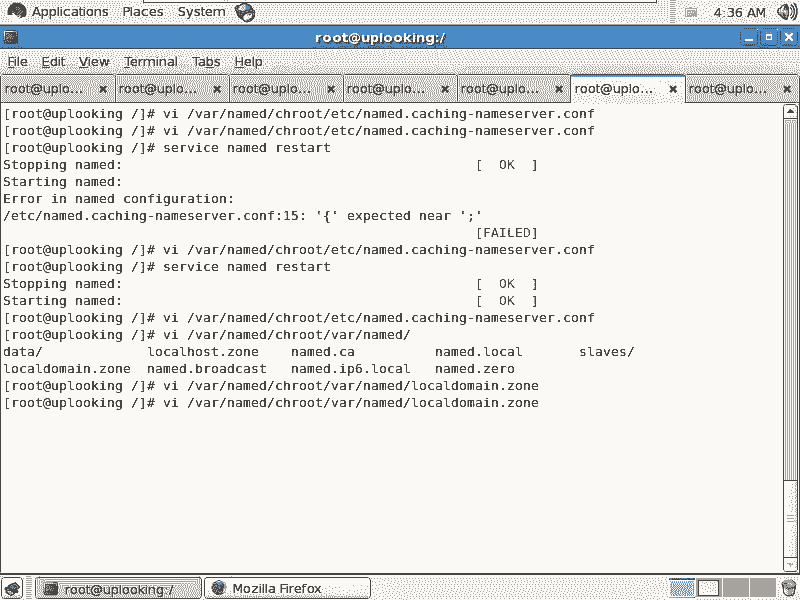 Applications Places System 4:36 AM
root@uplooking:/
File Edit View Terminal Tabs Help
root@uplo... root@uplo... root@uplo... root@uplo... root@uplo... root@uplo... root@uplo...
[root@uplooking /]# vi /var/named/chroot/etc/named.caching-nameserver.conf
[root@uplooking /]# vi /var/named/chroot/etc/named.caching-nameserver.conf
[root@uplooking /]# service named restart
Stopping named: [ OK ]
Starting named:
Error in named configuration:
/etc/named.caching-nameserver.conf:15: '{' expected near ';'
[FAILED]
[root@uplooking /]# vi /var/named/chroot/etc/named.caching-nameserver.conf
[root@uplooking /]# service named restart
Stopping named: [ OK ]
Starting named: [ OK ]
[root@uplooking /]# vi /var/named/chroot/etc/named.caching-nameserver.conf
[root@uplooking /]# vi /var/named/chroot/var/named/
data/ localhost.zone named.ca named.local slaves/
localdomain.zone named.broadcast named.ip6.local named.zero
[root@uplooking /]# vi /var/named/chroot/var/named/localdomain.zone
[root@uplooking /]# vi /var/named/chroot/var/named/localdomain.zone
root@uplooking:/ Mozilla Firefox